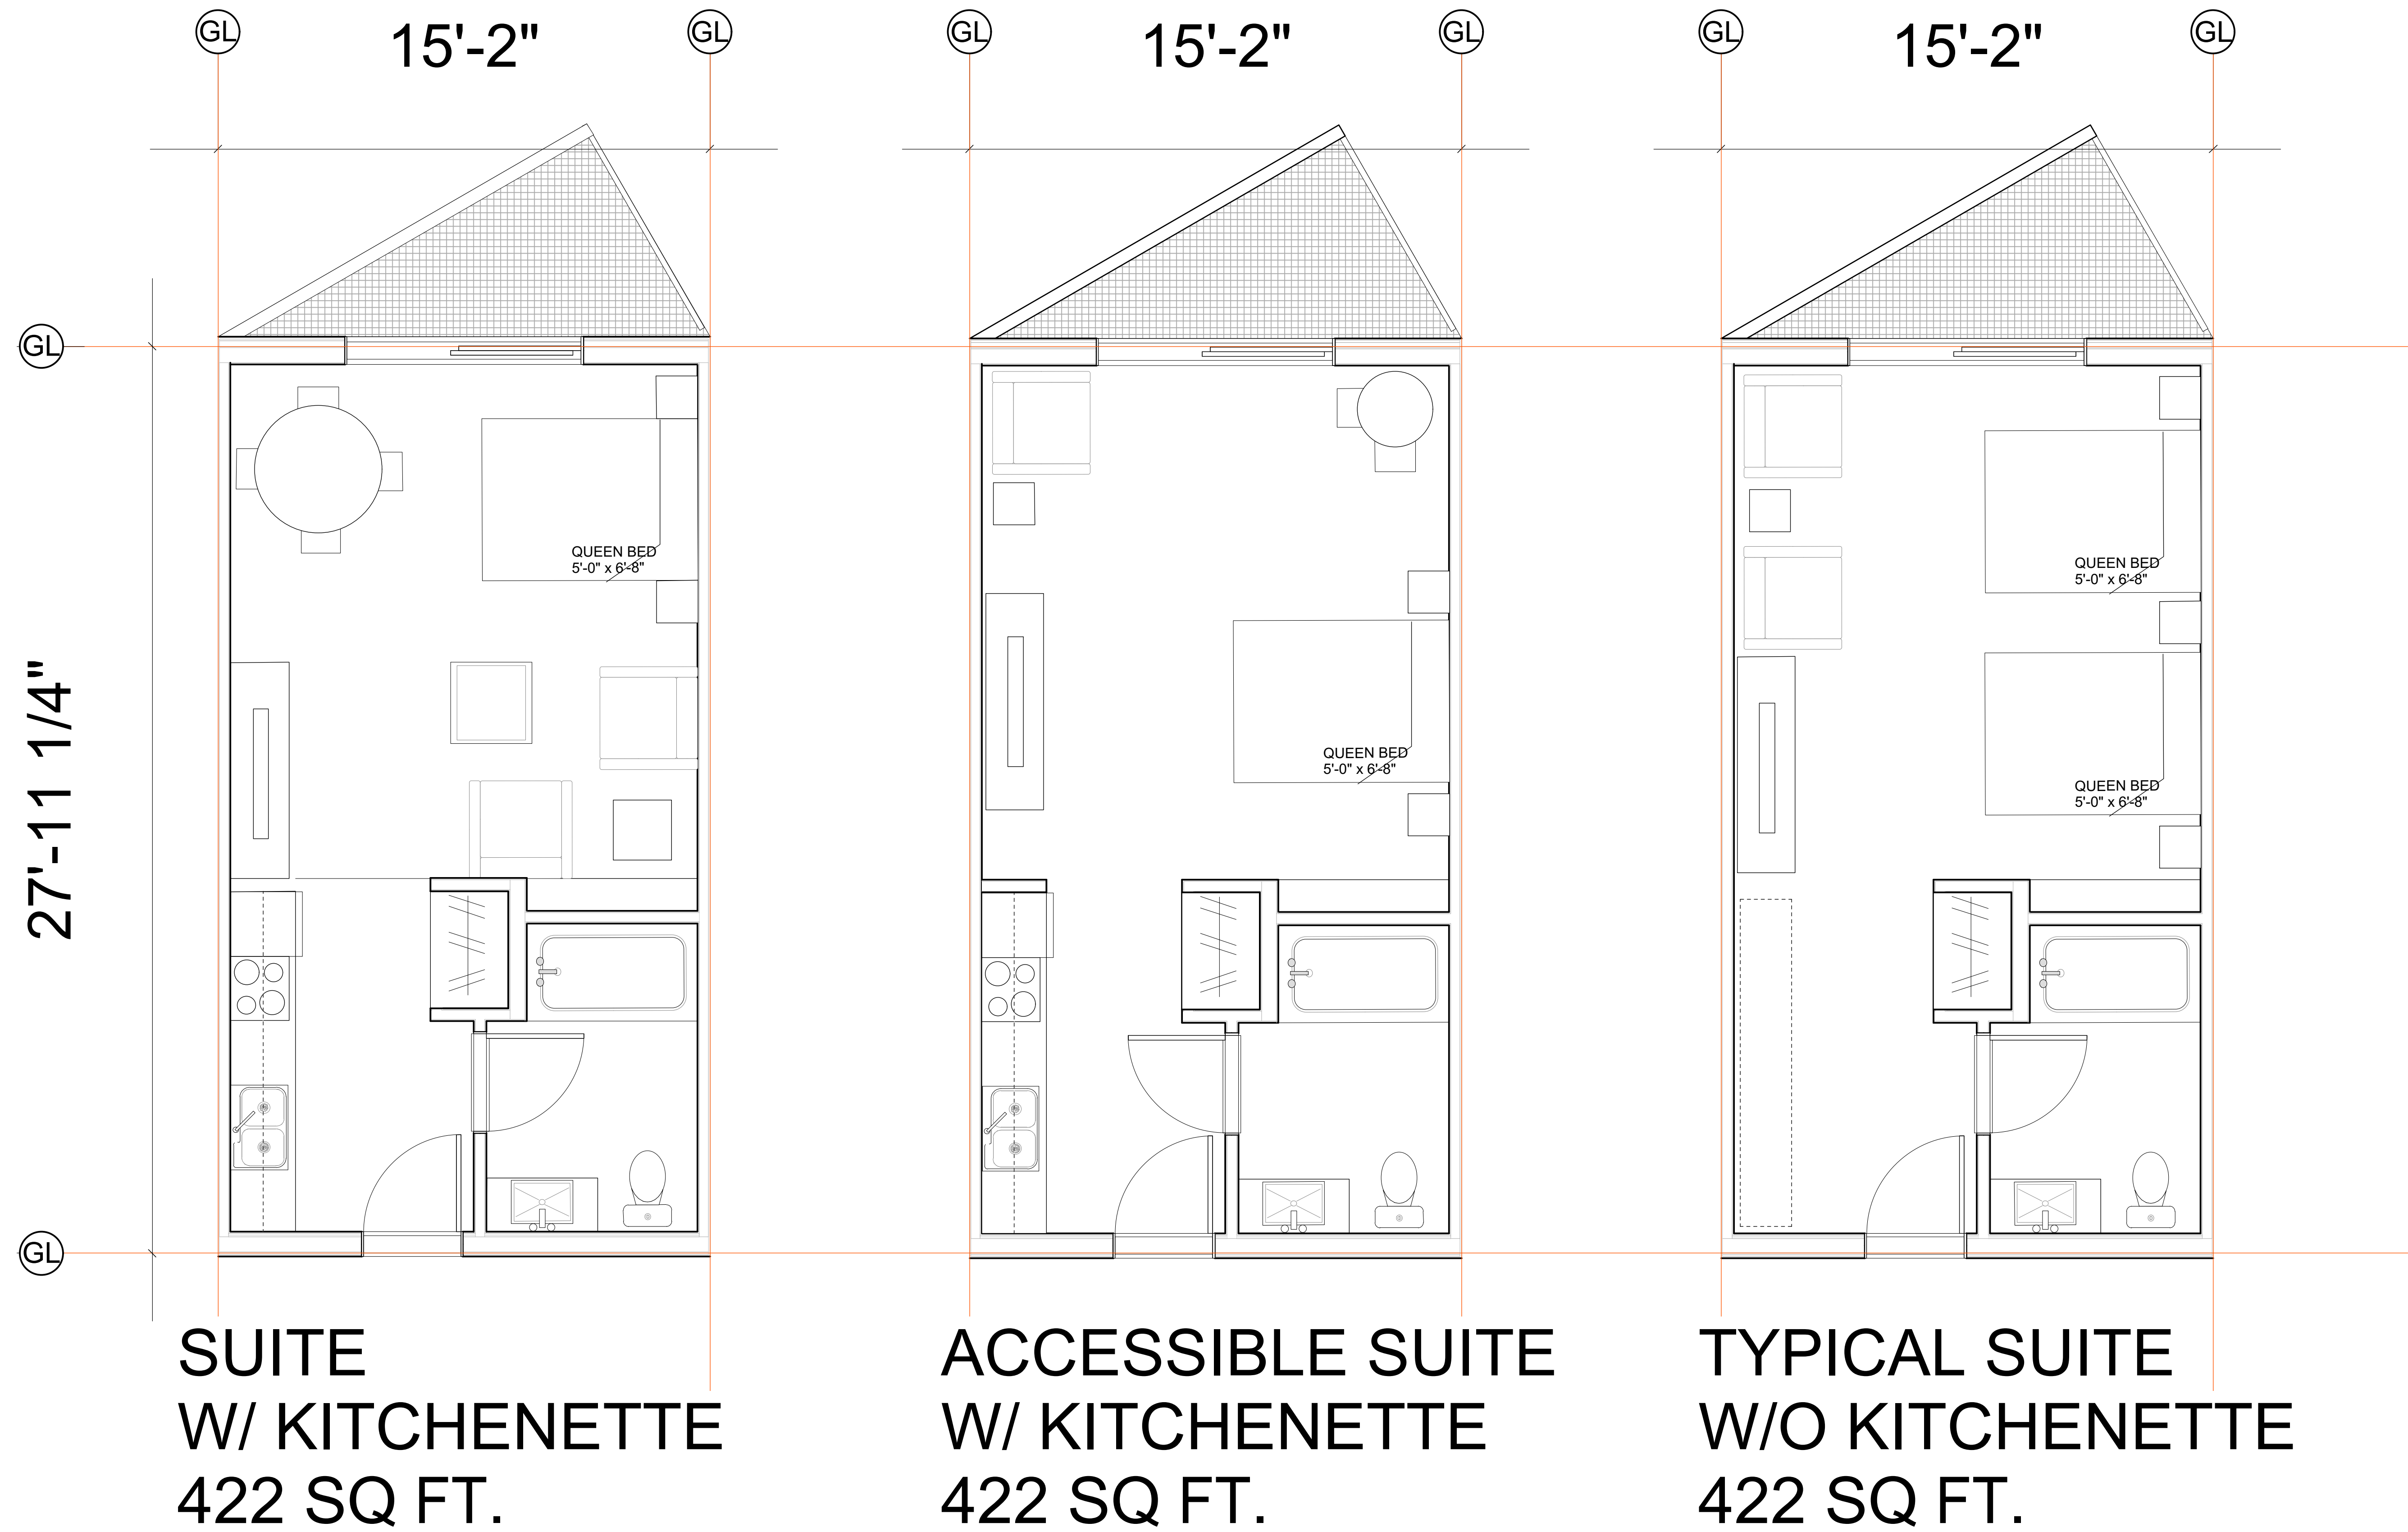 GL 15'-2" GL GL 15'-2" GL GL 15'-2" GL
GL
QUEEN BED
5'-0" x 6'-8"
QUEEN BED
5'-0" x 6'-8"
QUEEN BED
5'-0" x 6'-8"
QUEEN BED
5'-0" x 6'-8"
27'-11 1/4"
GL
SUITE
W/ KITCHENETTE
422 SQ FT.
ACCESSIBLE SUITE
W/ KITCHENETTE
422 SQ FT.
TYPICAL SUITE
W/O KITCHENETTE
422 SQ FT.